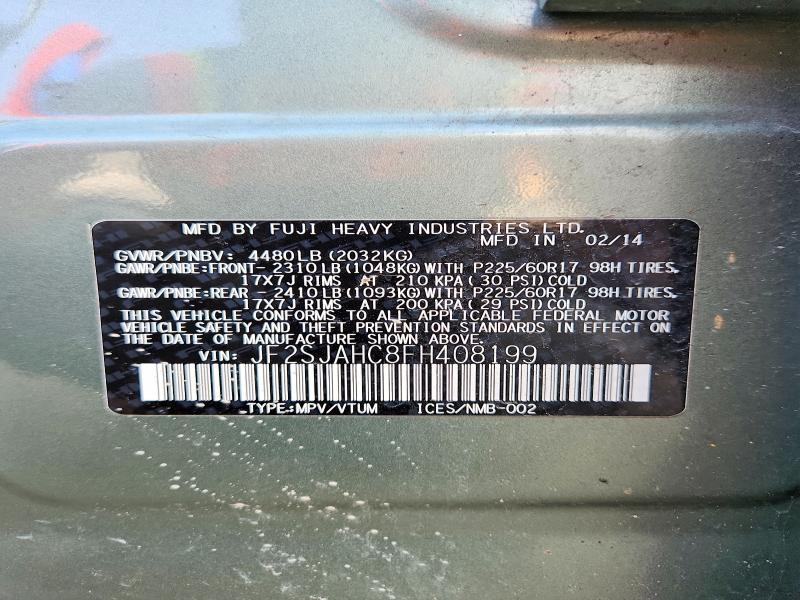 MFD BY FUJI HEAVY INDUSTRIES LTD.
MFD IN 02/14
GVWR/PNBV: 4480LB (2032KG)
GAWR/PNBE:FRONT- 2310LB(1048KG)WITH P225/60R17 98H TIRES,
17X7J RIMS AT 210 KPA( 30 PSI)COLD
GAWR/PNBE:REAR - 2410LB(1093KG)WITH P225/60R17 98H TIRES,
17X7J RIMS AT 200 KPA( 29 PSI)COLD
THIS VEHICLE CONFORMS TO ALL APPLICABLE FEDERAL MOTOR
VEHICLE SAFETY AND THEFT PREVENTION STANDARDS IN EFFECT ON
THE DATE OF MANUFACTURE SHOWN ABOVE.
VIN: JF2SJAHC8FH408199
TYPE:MPV/VTUM ICES/NMB-002